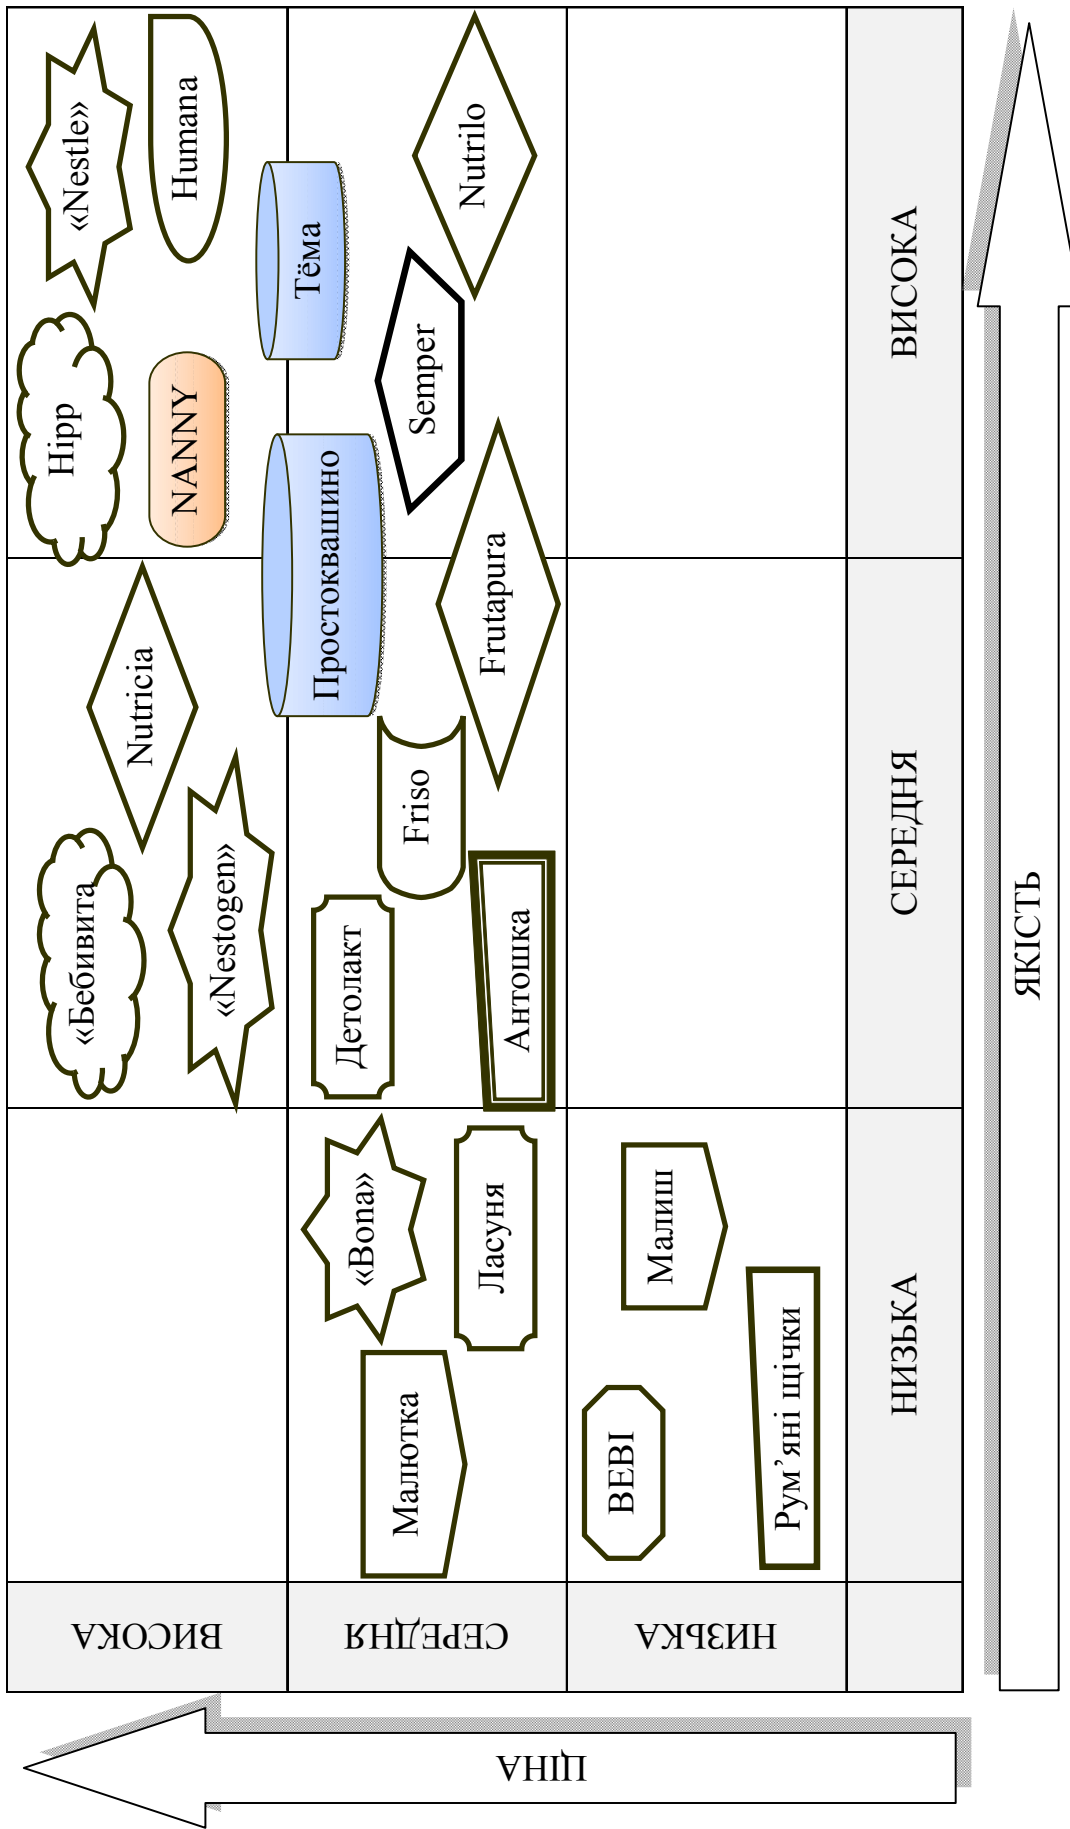 ЦІНА
ВИСОКА
«Бебивита
Nutricia
«Nestogen»
Hipp
«Nestle»
NANNY
Humana
СЕРЕДНЯ
Малютка
«Bona»
Ласуня
Детолакт
Friso
Антошка
Простоквашино
Frutapura
Тёма
Semper
Nutrilo
НИЗЬКА
ВЕВІ
Малиш
Рум’яні щічки
НИЗЬКА
СЕРЕДНЯ
ВИСОКА
ЯКІСТЬ